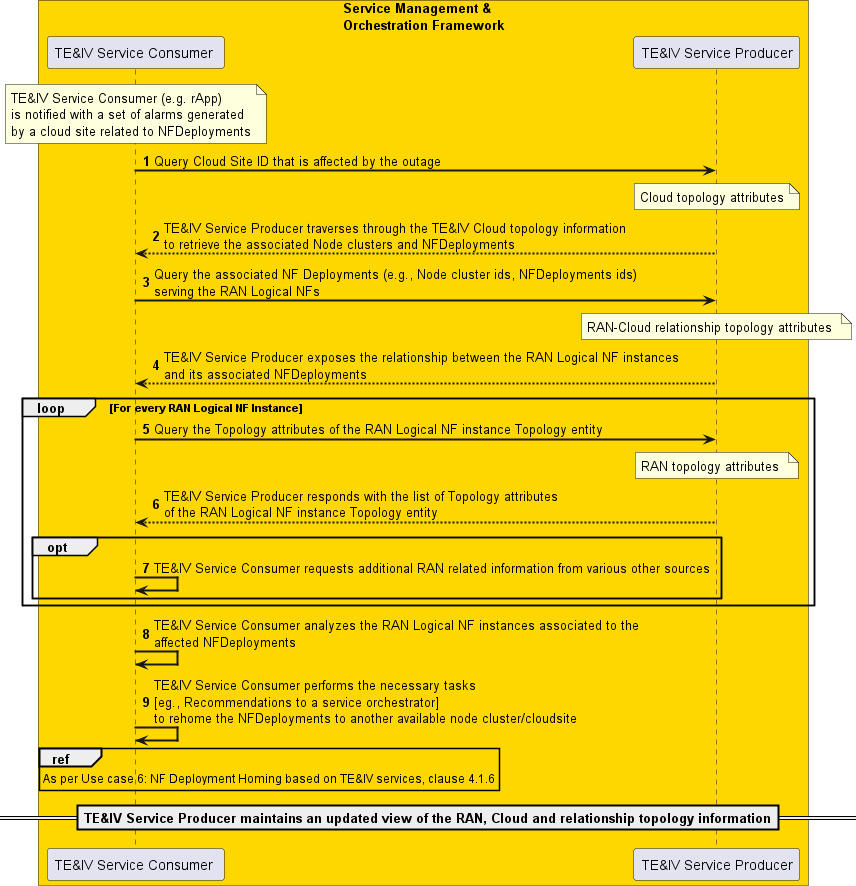 Service Management &
Orchestration Framework
TE&IV Service Consumer
TE&IV Service Producer
TE&IV Service Consumer (e.g. rApp)
is notified with a set of alarms generated
by a cloud site related to NFDeployments
1 Query Cloud Site ID that is affected by the outage
Cloud topology attributes
2 TE&IV Service Producer traverses through the TE&IV Cloud topology information
to retrieve the associated Node clusters and NFDeployments
3 Query the associated NF Deployments (e.g., Node cluster ids, NFDeployments ids)
serving the RAN Logical NFs
RAN-Cloud relationship topology attributes
4 TE&IV Service Producer exposes the relationship between the RAN Logical NF instances
and its associated NFDeployments
loop [For every RAN Logical NF Instance]
5 Query the Topology attributes of the RAN Logical NF instance Topology entity
RAN topology attributes
6 TE&IV Service Producer responds with the list of Topology attributes
of the RAN Logical NF instance Topology entity
opt
7 TE&IV Service Consumer requests additional RAN related information from various other sources
8 TE&IV Service Consumer analyzes the RAN Logical NF instances associated to the
affected NFDeployments
TE&IV Service Consumer performs the necessary tasks
9 [eg., Recommendations to a service orchestrator]
to rehome the NFDeployments to another available node cluster/cloudsite
ref
As per Use case 6: NF Deployment Homing based on TE&IV services, clause 4.1.6
TE&IV Service Producer maintains an updated view of the RAN, Cloud and relationship topology information
TE&IV Service Consumer
TE&IV Service Producer